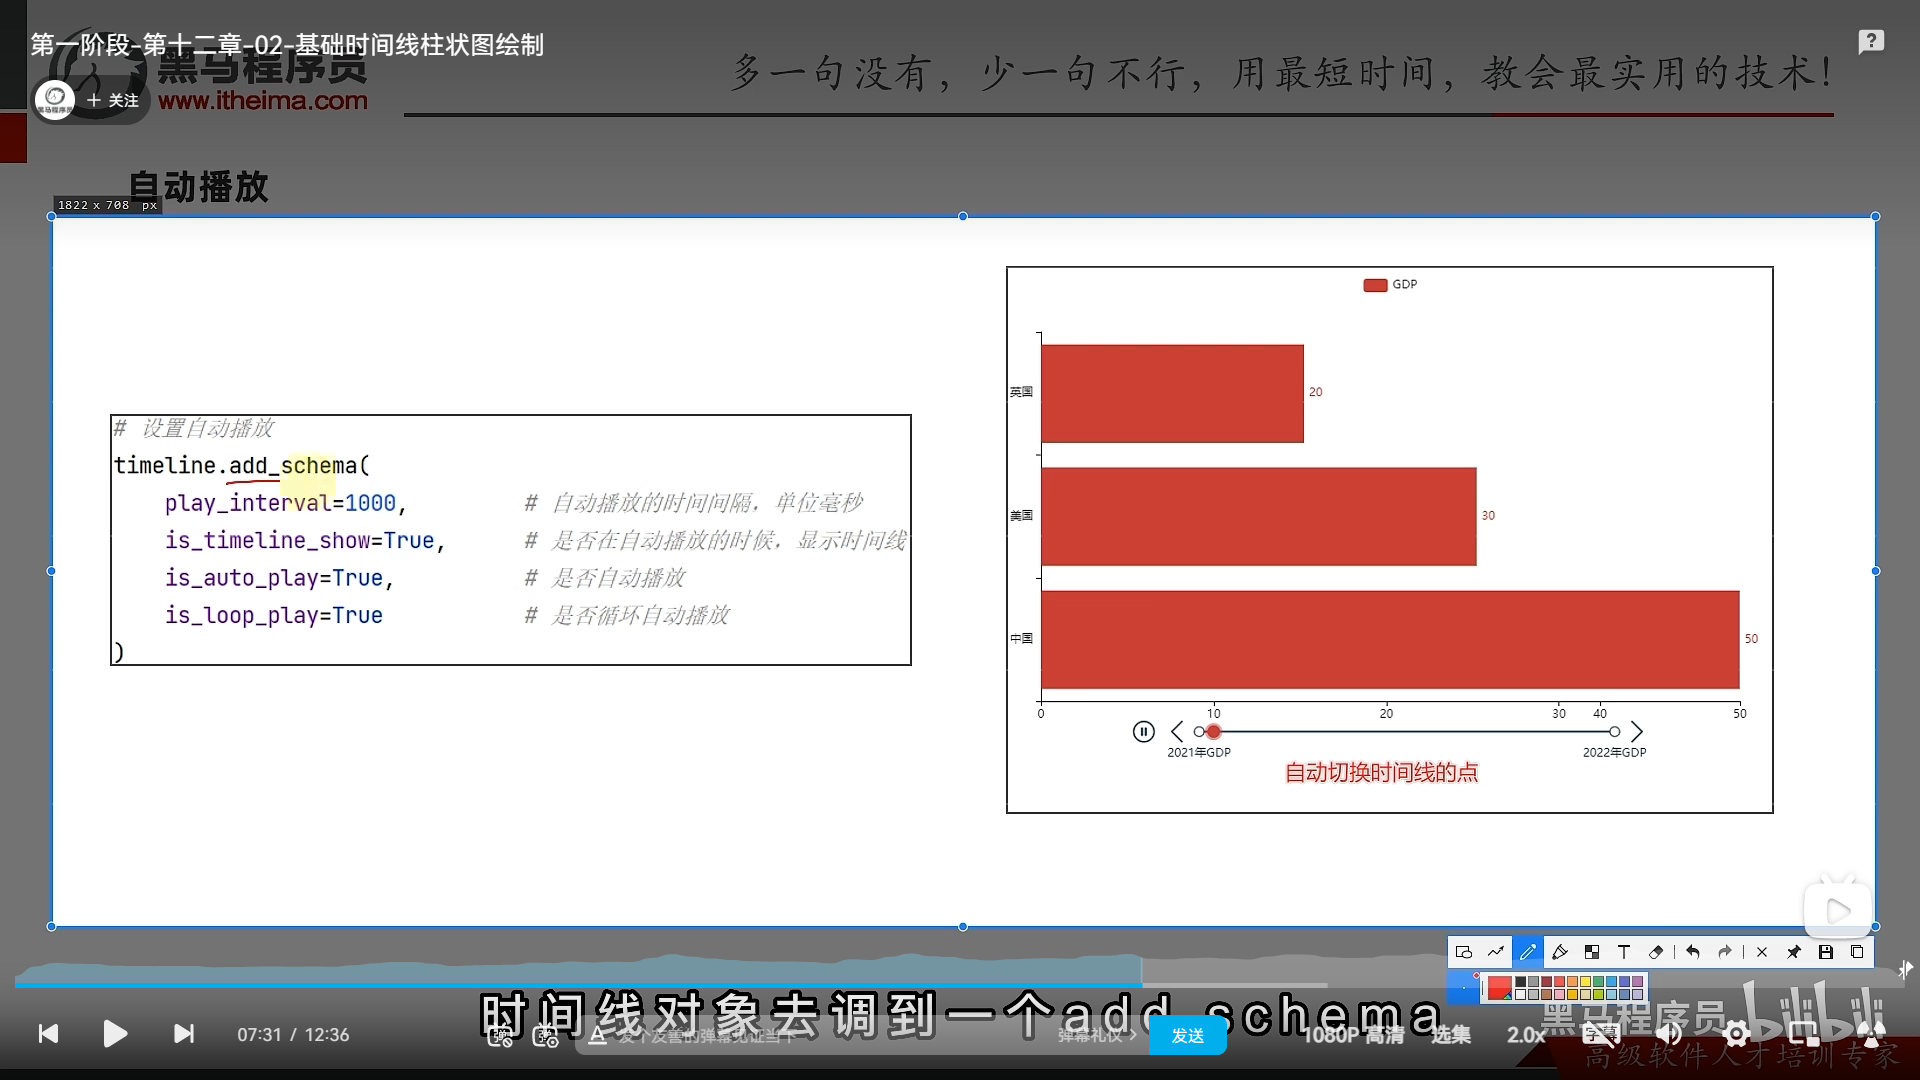 第一阶段-第十二章-02-基础时间线柱状图绘制
黑马程序员
www.itheima.com
+ 关注
多一句没有，少一句不行，用最短时间，教会最实用的技术！
自动播放
1822 x 708 px
# 设置自动播放
timeline.add_schema(
play_interval=1000, # 自动播放的时间间隔，单位毫秒
is_timeline_show=True, # 是否在自动播放的时候，显示时间线
is_auto_play=True, # 是否自动播放
is_loop_play=True # 是否循环自动播放
)
GDP
英国 20
美国 30
中国 50
0 10 20 30 40 50
2021年GDP 2022年GDP
自动切换时间线的点
时间线对象去调到一个add schema
07:31 / 12:36
发个友善的弹幕见证当下
弹幕礼仪 >
发送
1080P 高清
选集
2.0x
字幕
黑马程序员
bilibili
高级软件人才培训专家